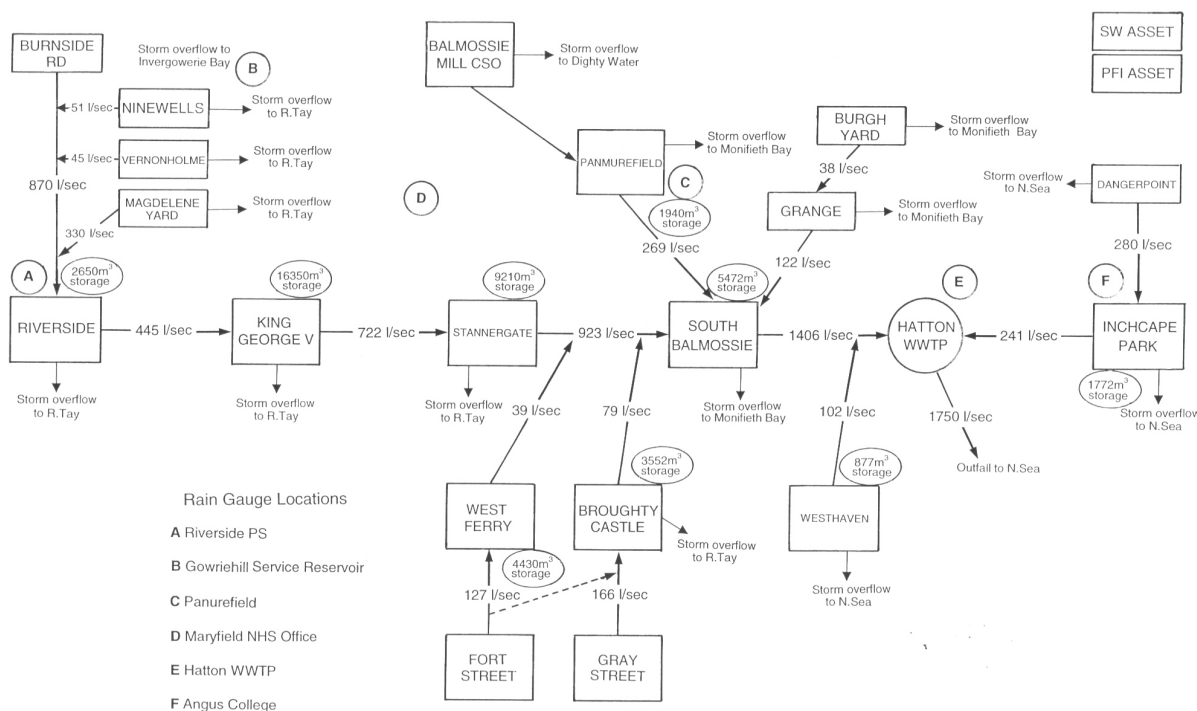 BURNSIDE
RD
Storm overflow to
Invergowerie Bay
B
51 l/sec
NINEWELLS
Storm overflow
to R.Tay
45 l/sec
VERNONHOLME
Storm overflow
to R.Tay
870 l/sec
MAGDELENE
YARD
Storm overflow
to R.Tay
330 l/sec
A
2650m³
storage
RIVERSIDE
Storm overflow
to R.Tay
445 l/sec
16350m³
storage
KING
GEORGE V
Storm overflow
to R.Tay
722 l/sec
D
9210m³
storage
STANNERGATE
Storm overflow
to R.Tay
923 l/sec
BALMOSSIE
MILL CSO
Storm overflow
to Dighty Water
PANMUREFIELD
Storm overflow
to Monifieth Bay
C
1940m³
storage
269 l/sec
BURGH
YARD
Storm overflow
to Monifieth Bay
38 l/sec
GRANGE
Storm overflow
to Monifieth Bay
122 l/sec
5472m³
storage
SOUTH
BALMOSSIE
Storm overflow
to Monifieth Bay
1406 l/sec
E
HATTON
WWTP
1750 l/sec
Outfall to N.Sea
SW ASSET
PFI ASSET
Storm overflow
to N.Sea
DANGERPOINT
280 l/sec
F
241 l/sec
INCHCAPE
PARK
1772m³
storage
Storm overflow
to N.Sea
39 l/sec
79 l/sec
102 l/sec
WEST
FERRY
4430m³
storage
3552m³
storage
BROUGHTY
CASTLE
Storm overflow
to R.Tay
877m³
storage
WESTHAVEN
Storm overflow
to N.Sea
127 l/sec
166 l/sec
FORT
STREET
GRAY
STREET
Rain Gauge Locations
A Riverside PS
B Gowriehill Service Reservoir
C Panurefield
D Maryfield NHS Office
E Hatton WWTP
F Angus College